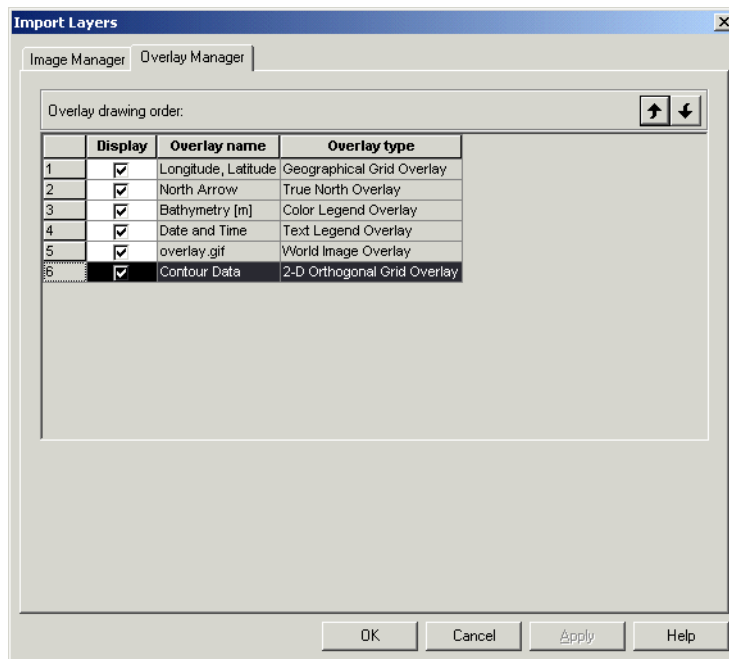 Import Layers
Image Manager Overlay Manager
Overlay drawing order:
Display Overlay name Overlay type
1 Longitude, Latitude Geographical Grid Overlay
2 North Arrow True North Overlay
3 Bathymetry [m] Color Legend Overlay
4 Date and Time Text Legend Overlay
5 overlay.gif World Image Overlay
6 Contour Data 2-D Orthogonal Grid Overlay
OK Cancel Apply Help